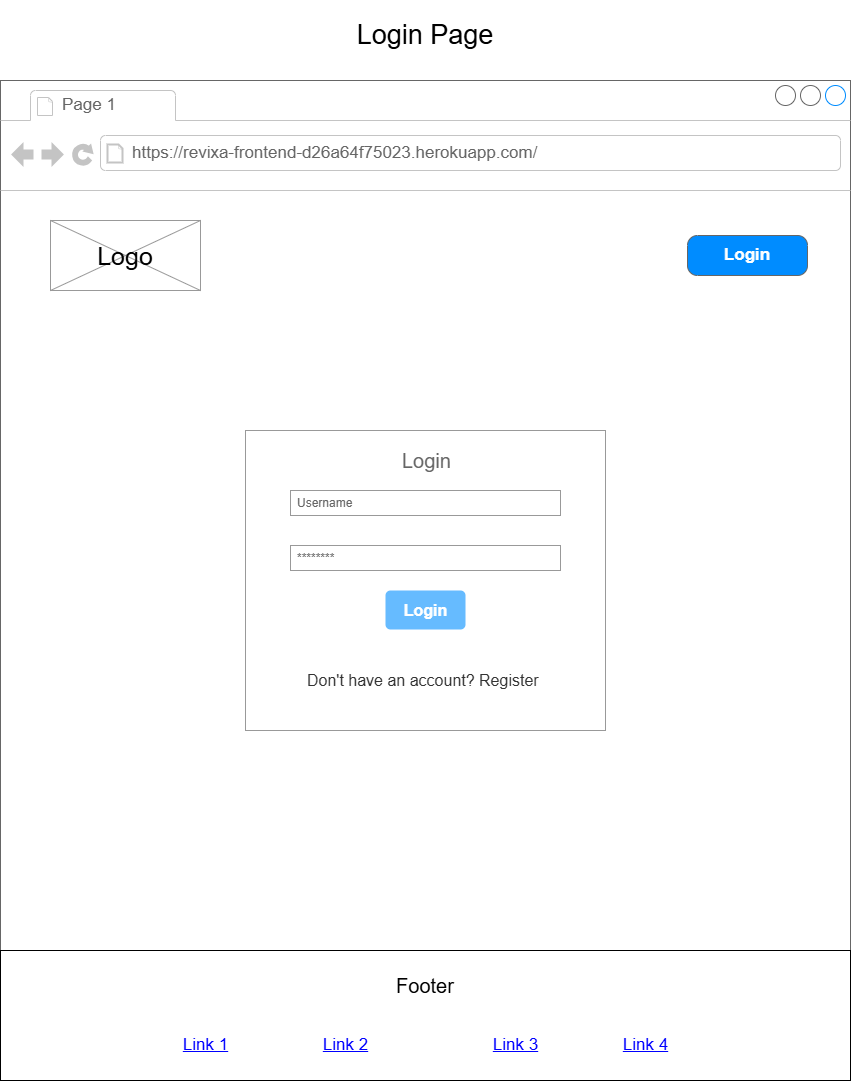 Login Page
Page 1
https://revixa-frontend-d26a64f75023.herokuapp.com/
Logo
Login
Login
Username
********
Login
Don't have an account? Register
Footer
Link 1 Link 2 Link 3 Link 4